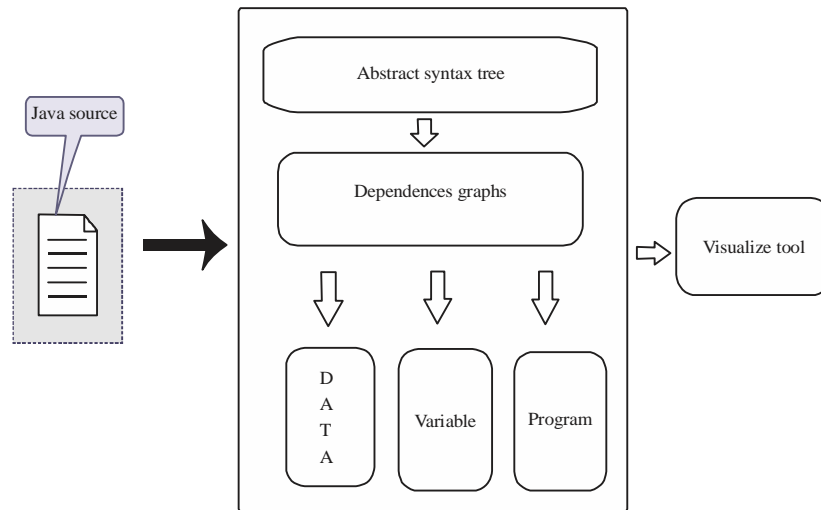 Abstract syntax tree
Java source
Dependences graphs
Visualize tool
D
A
T
A
Variable
Program